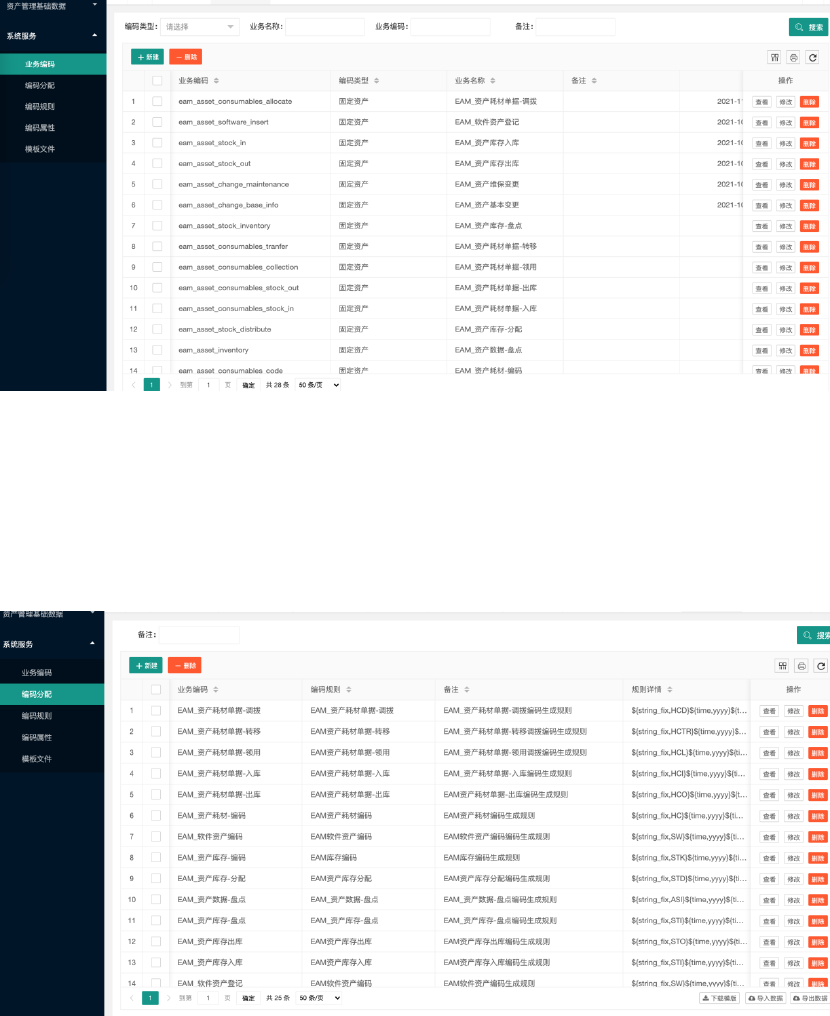 资产管理基础数据
编码类型: 请选择 业务名称: 业务编码: 备注: 搜索
系统服务
+ 新建 − 删除
业务编码
编码分配
编码规则
编码属性
模板文件
业务编码 编码类型 业务名称 备注 操作
1 eam_asset_consumables_allocate 固定资产 EAM_资产耗材单据-调拨 2021-1 查看 修改 删除
2 eam_asset_software_insert 固定资产 EAM_软件资产登记 2021-10 查看 修改 删除
3 eam_asset_stock_in 固定资产 EAM_资产库存入库 2021-10 查看 修改 删除
4 eam_asset_stock_out 固定资产 EAM_资产库存出库 2021-10 查看 修改 删除
5 eam_asset_change_maintenance 固定资产 EAM_资产维保变更 2021-10 查看 修改 删除
6 eam_asset_change_base_info 固定资产 EAM_资产基本变更 2021-10 查看 修改 删除
7 eam_asset_stock_inventory 固定资产 EAM_资产库存-盘点 查看 修改 删除
8 eam_asset_consumables_tranfer 固定资产 EAM_资产耗材单据-转移 查看 修改 删除
9 eam_asset_consumables_collection 固定资产 EAM_资产耗材单据-领用 查看 修改 删除
10 eam_asset_consumables_stock_out 固定资产 EAM_资产耗材单据-出库 查看 修改 删除
11 eam_asset_consumables_stock_in 固定资产 EAM_资产耗材单据-入库 查看 修改 删除
12 eam_asset_stock_distribute 固定资产 EAM_资产库存-分配 查看 修改 删除
13 eam_asset_inventory 固定资产 EAM_资产数据-盘点 查看 修改 删除
14 eam_asset_consumables_code 固定资产 EAM_资产耗材-编码 查看 修改 删除
1 到第 1 页 确定 共 28 条 50 条/页
资产管理基础数据
备注: 搜索
系统服务
+ 新建 − 删除
业务编码
编码分配
编码规则
编码属性
模板文件
业务编码 编码规则 备注 规则详情 操作
1 EAM_资产耗材单据-调拨 EAM_资产耗材单据-调拨 EAM_资产耗材单据-调拨编码生成规则 ${string_fix,HCD}${time,yyyy}${t... 查看 修改 删除
2 EAM_资产耗材单据-转移 EAM资产耗材单据-转移 EAM_资产耗材单据-转移调拨编码生成规则 ${string_fix,HCTR}${time,yyyy}$... 查看 修改 删除
3 EAM_资产耗材单据-领用 EAM资产耗材单据-领用 EAM_资产耗材单据-领用调拨编码生成规则 ${string_fix,HCL}${time,yyyy}${ti... 查看 修改 删除
4 EAM_资产耗材单据-入库 EAM资产耗材单据-入库 EAM_资产耗材单据-入库编码生成规则 ${string_fix,HCI}${time,yyyy}${ti... 查看 修改 删除
5 EAM_资产耗材单据-出库 EAM资产耗材单据-出库 EAM资产耗材单据-出库编码生成规则 ${string_fix,HCO}${time,yyyy}${t... 查看 修改 删除
6 EAM_资产耗材-编码 EAM资产耗材编码 EAM资产耗材编码生成规则 ${string_fix,HC}${time,yyyy}${ti... 查看 修改 删除
7 EAM_软件资产编码 EAM软件资产编码 EAM软件资产编码编码生成规则 ${string_fix,SW}${time,yyyy}${ti... 查看 修改 删除
8 EAM_资产库存-编码 EAM库存编码 EAM库存编码生成规则 ${string_fix,STK}${time,yyyy}${ti... 查看 修改 删除
9 EAM_资产库存-分配 EAM资产库存分配 EAM资产库存分配编码生成规则 ${string_fix,STD}${time,yyyy}${ti... 查看 修改 删除
10 EAM_资产数据-盘点 EAM_资产数据-盘点 EAM_资产数据-盘点编码生成规则 ${string_fix,ASI}${time,yyyy}${ti... 查看 修改 删除
11 EAM_资产库存-盘点 EAM_资产库存-盘点 EAM_资产库存-盘点编码生成规则 ${string_fix,STI}${time,yyyy}${ti... 查看 修改 删除
12 EAM_资产库存出库 EAM资产库存出库 EAM资产库存出库编码生成规则 ${string_fix,STO}${time,yyyy}${ti... 查看 修改 删除
13 EAM_资产库存入库 EAM资产库存入库 EAM资产库存入库编码生成规则 ${string_fix,STI}${time,yyyy}${ti... 查看 修改 删除
14 EAM_软件资产登记 EAM软件资产编码 EAM软件资产编码生成规则 ${string_fix,SW}${time,yyyy}${ti... 查看 修改 删除
1 到第 1 页 确定 共 25 条 50 条/页 下载模版 导入数据 导出数据